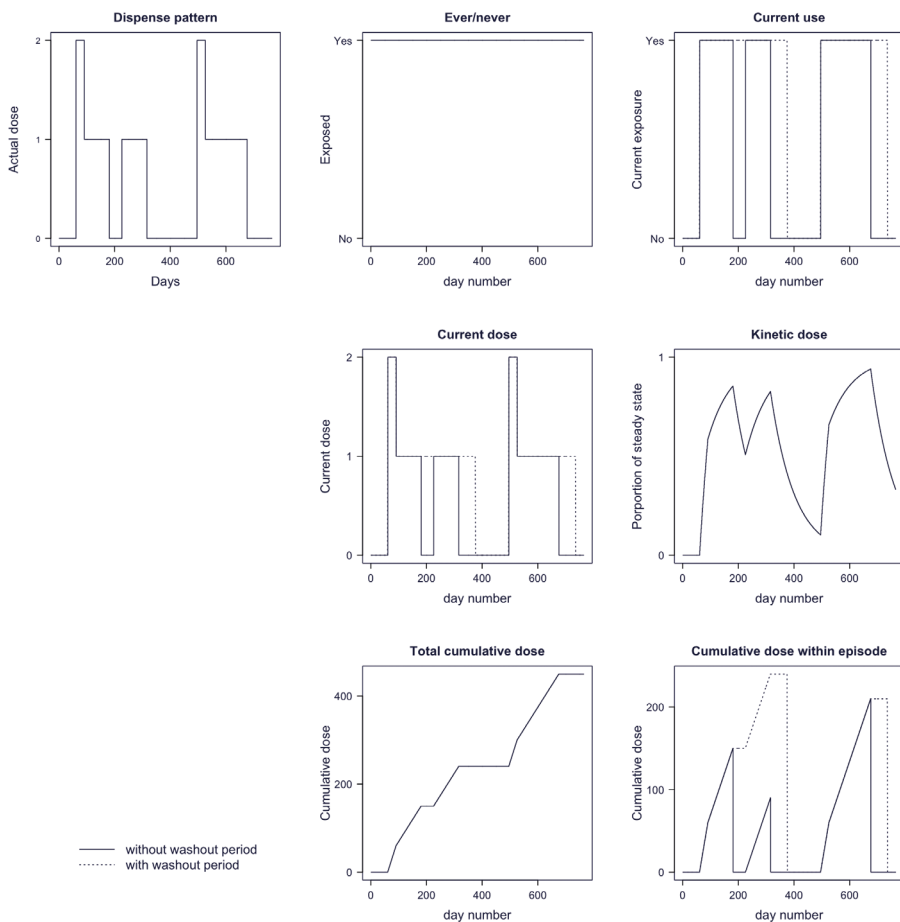 Dispense pattern
Actual dose
2
1
0
0 200 400 600
Days
Ever/never
Exposed
Yes
No
0 200 400 600
day number
Current use
Current exposure
Yes
No
0 200 400 600
day number
Current dose
Current dose
2
1
0
0 200 400 600
day number
Kinetic dose
Porportion of steady state
1
0
0 200 400 600
day number
Total cumulative dose
Cumulative dose
400
200
0
0 200 400 600
day number
Cumulative dose within episode
Cumulative dose
200
100
0
0 200 400 600
day number
without washout period
with washout period